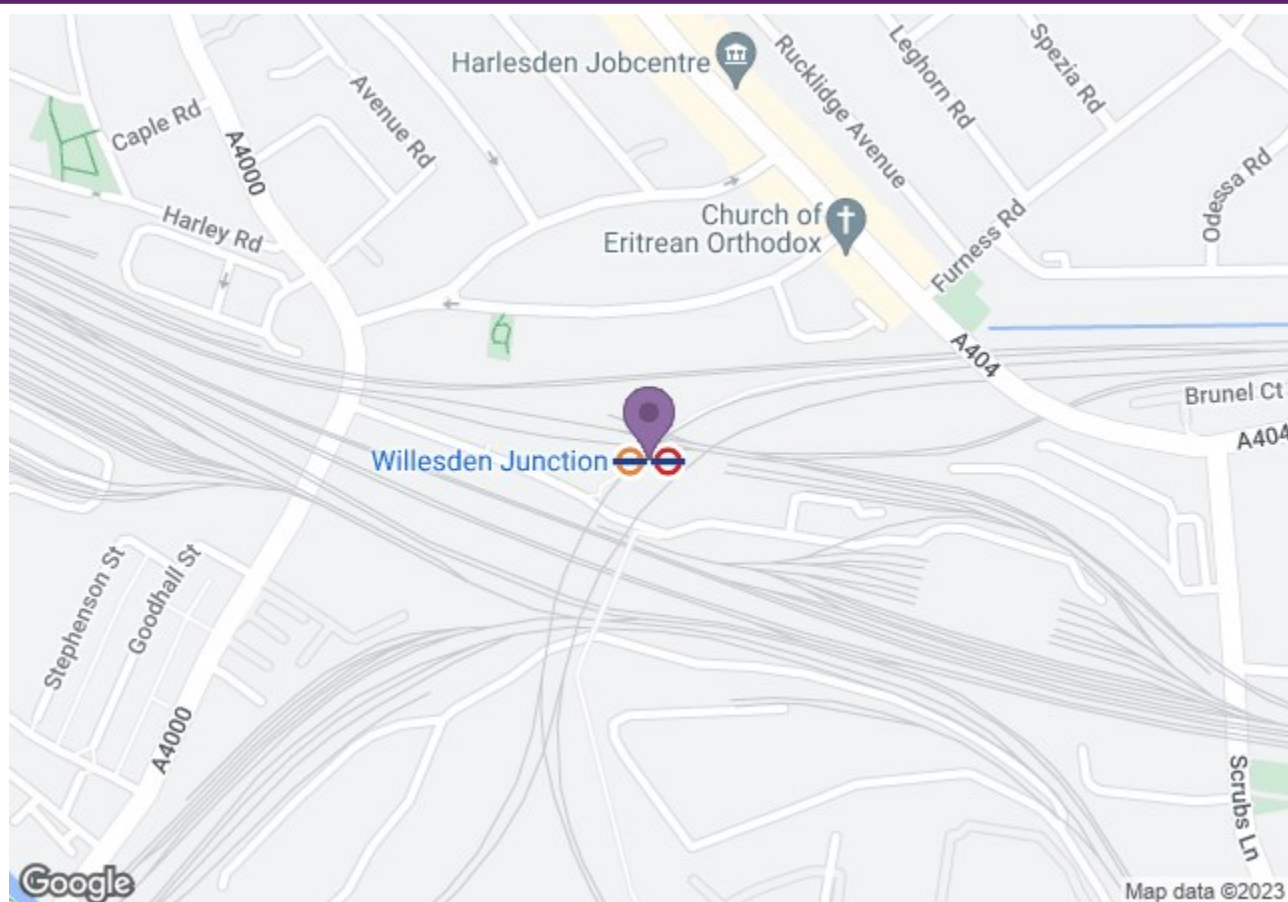 Harlesden Jobcentre
Rucklidge Avenue
Leghorn Rd
Spezia Rd
Caple Rd
A4000
Avenue Rd
Odessa Rd
Harley Rd
Church of
Eritrean Orthodox
Furness Rd
A404
Brunel Ct
A404
Willesden Junction
Stephenson St
Goodhall St
A4000
Scrubs Ln
Google
Map data ©2023